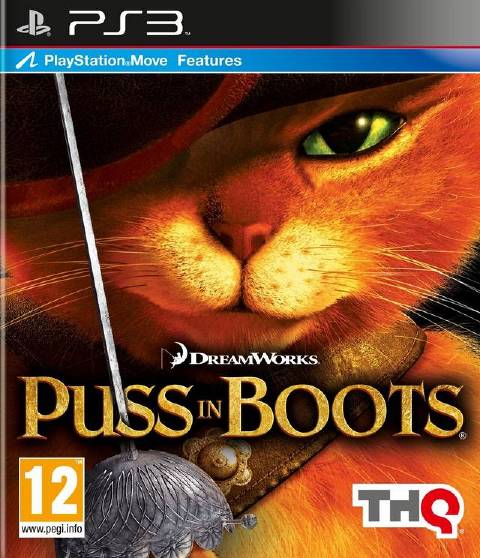 PS3
PlayStation®Move Features
DREAMWORKS
PUSS IN BOOTS®
12
www.pegi.info
THQ®